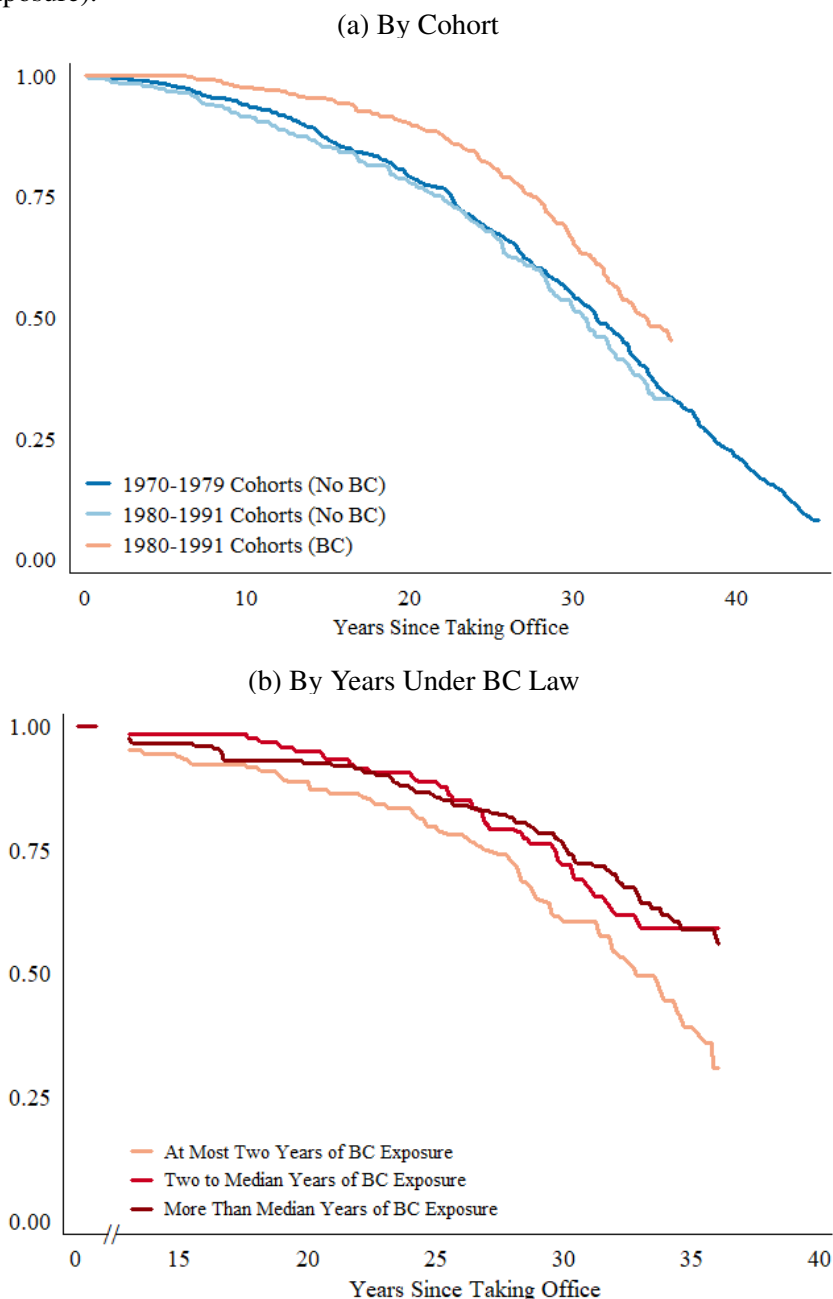 (a) By Cohort
1.00
0.75
0.50
0.25
0.00
1970-1979 Cohorts (No BC)
1980-1991 Cohorts (No BC)
1980-1991 Cohorts (BC)
0 10 20 30 40
Years Since Taking Office
(b) By Years Under BC Law
1.00
0.75
0.50
0.25
0.00
At Most Two Years of BC Exposure
Two to Median Years of BC Exposure
More Than Median Years of BC Exposure
0 // 15 20 25 30 35 40
Years Since Taking Office